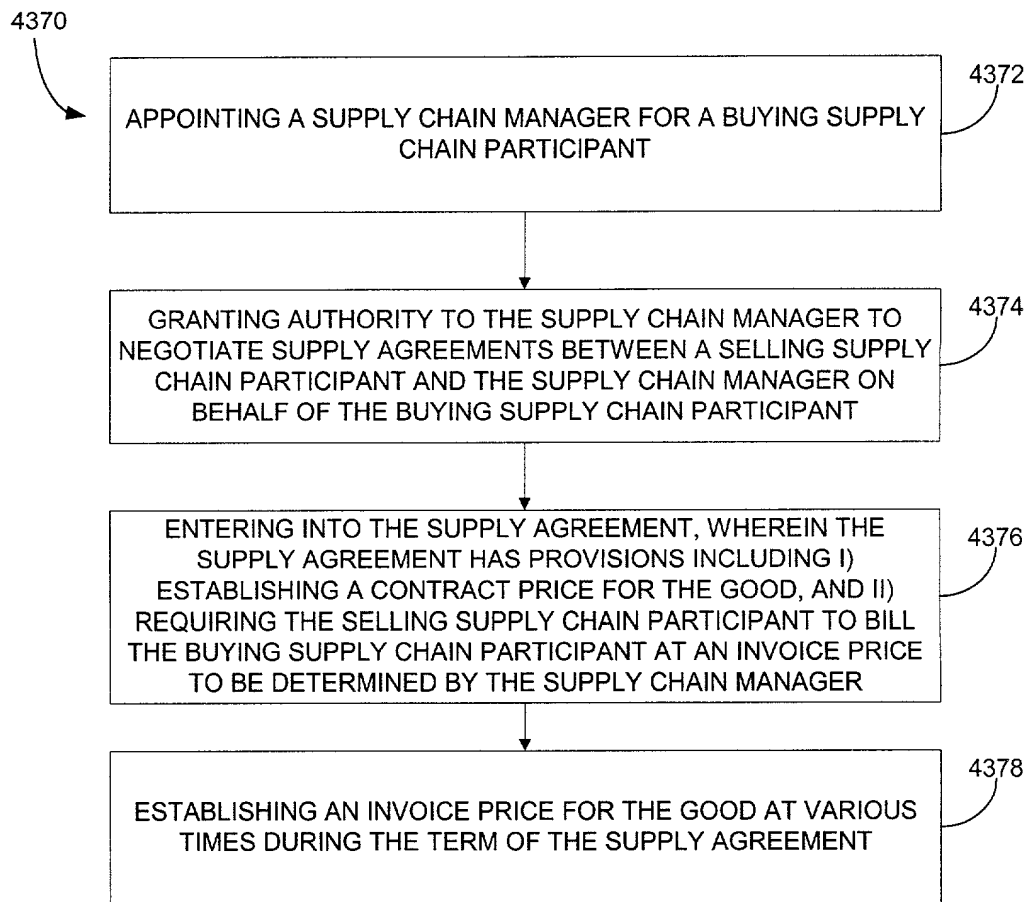 4370
4372
APPOINTING A SUPPLY CHAIN MANAGER FOR A BUYING SUPPLY
CHAIN PARTICIPANT
4374
GRANTING AUTHORITY TO THE SUPPLY CHAIN MANAGER TO
NEGOTIATE SUPPLY AGREEMENTS BETWEEN A SELLING SUPPLY
CHAIN PARTICIPANT AND THE SUPPLY CHAIN MANAGER ON
BEHALF OF THE BUYING SUPPLY CHAIN PARTICIPANT
4376
ENTERING INTO THE SUPPLY AGREEMENT, WHEREIN THE
SUPPLY AGREEMENT HAS PROVISIONS INCLUDING I)
ESTABLISHING A CONTRACT PRICE FOR THE GOOD, AND II)
REQUIRING THE SELLING SUPPLY CHAIN PARTICIPANT TO BILL
THE BUYING SUPPLY CHAIN PARTICIPANT AT AN INVOICE PRICE
TO BE DETERMINED BY THE SUPPLY CHAIN MANAGER
4378
ESTABLISHING AN INVOICE PRICE FOR THE GOOD AT VARIOUS
TIMES DURING THE TERM OF THE SUPPLY AGREEMENT